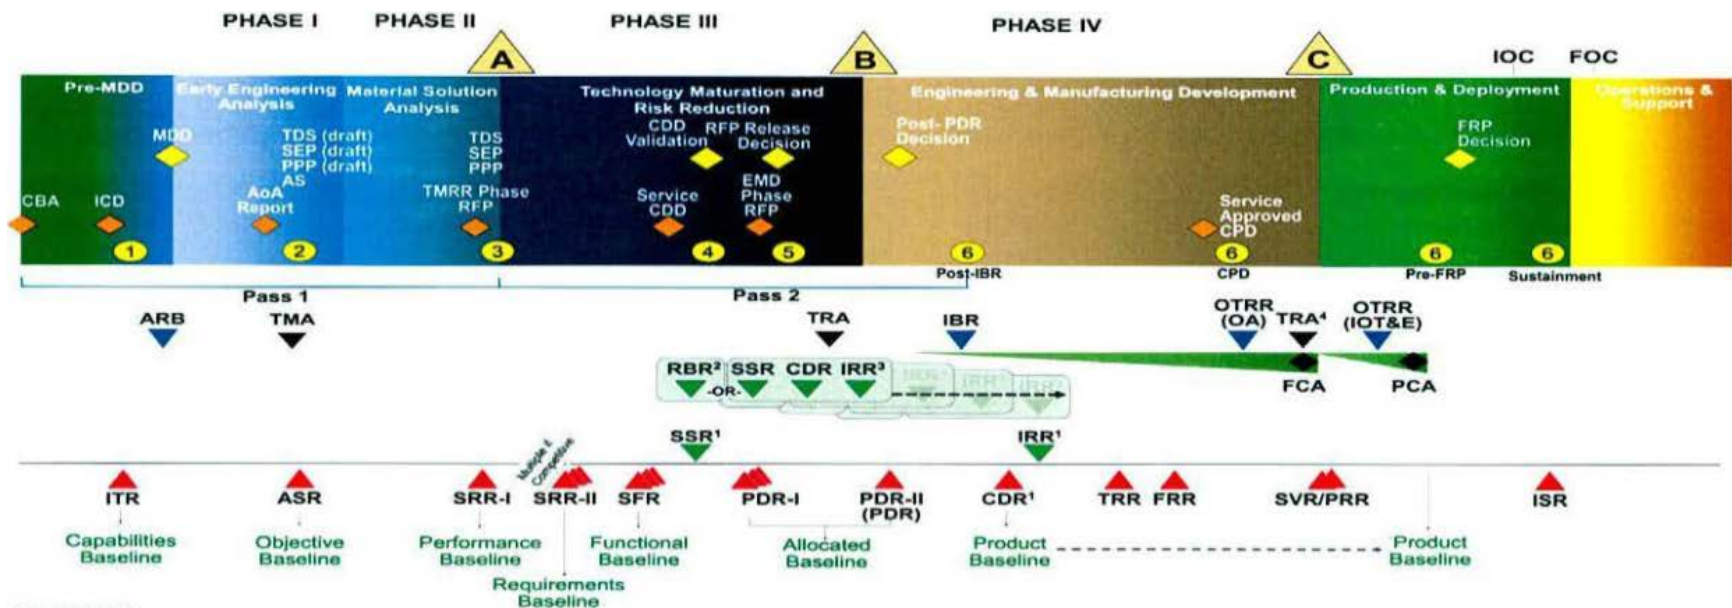 PHASE I
PHASE II
PHASE III
PHASE IV
A
B
C
IOC
FOC
Pre-MDD
Early Engineering
Analysis
Material Solution
Analysis
Technology Maturation and
Risk Reduction
Engineering & Manufacturing Development
Production & Deployment
Operations &
Support
MDD
TDS (draft)
SEP (draft)
PPP (draft)
AS
TDS
SEP
PPP
CDD
Validation
RFP Release
Decision
Post- PDR
Decision
FRP
Decision
CBA
ICD
AoA
Report
TMRR Phase
RFP
Service
CDD
EMD
Phase
RFP
Service
Approved
CPD
1
2
3
4
5
6
6
6
6
Post-IBR
CPD
Pre-FRP
Sustainment
Pass 1
Pass 2
ARB
TMA
TRA
IBR
OTRR
(OA)
TRA⁴
OTRR
(IOT&E)
RBR²
-OR-
SSR
CDR
IRR³
FCA
PCA
SSR¹
IRR¹
Multiple &
Competitive
ITR
ASR
SRR-I
SRR-II
SFR
PDR-I
PDR-II
(PDR)
CDR¹
TRR
FRR
SVR/PRR
ISR
Capabilities
Baseline
Objective
Baseline
Performance
Baseline
Requirements
Baseline
Functional
Baseline
Allocated
Baseline
Product
Baseline
Product
Baseline